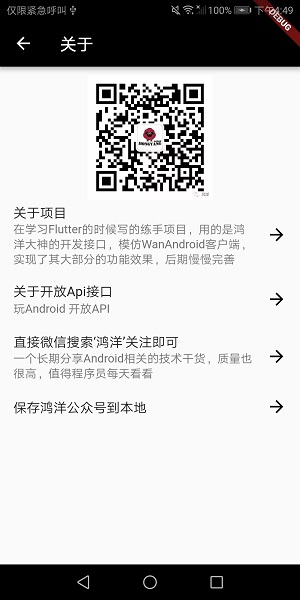 仅限紧急呼叫
100%
下午4:49
DEBUG
关于
HONGYANG
关于项目
在学习Flutter的时候写的练手项目，用的是鸿
洋大神的开发接口，模仿WanAndroid客户端，
实现了其大部分的功能效果，后期慢慢完善
关于开放Api接口
玩Android 开放API
直接微信搜索‘鸿洋’关注即可
一个长期分享Android相关的技术干货，质量也
很高，值得程序员每天看看
保存鸿洋公众号到本地